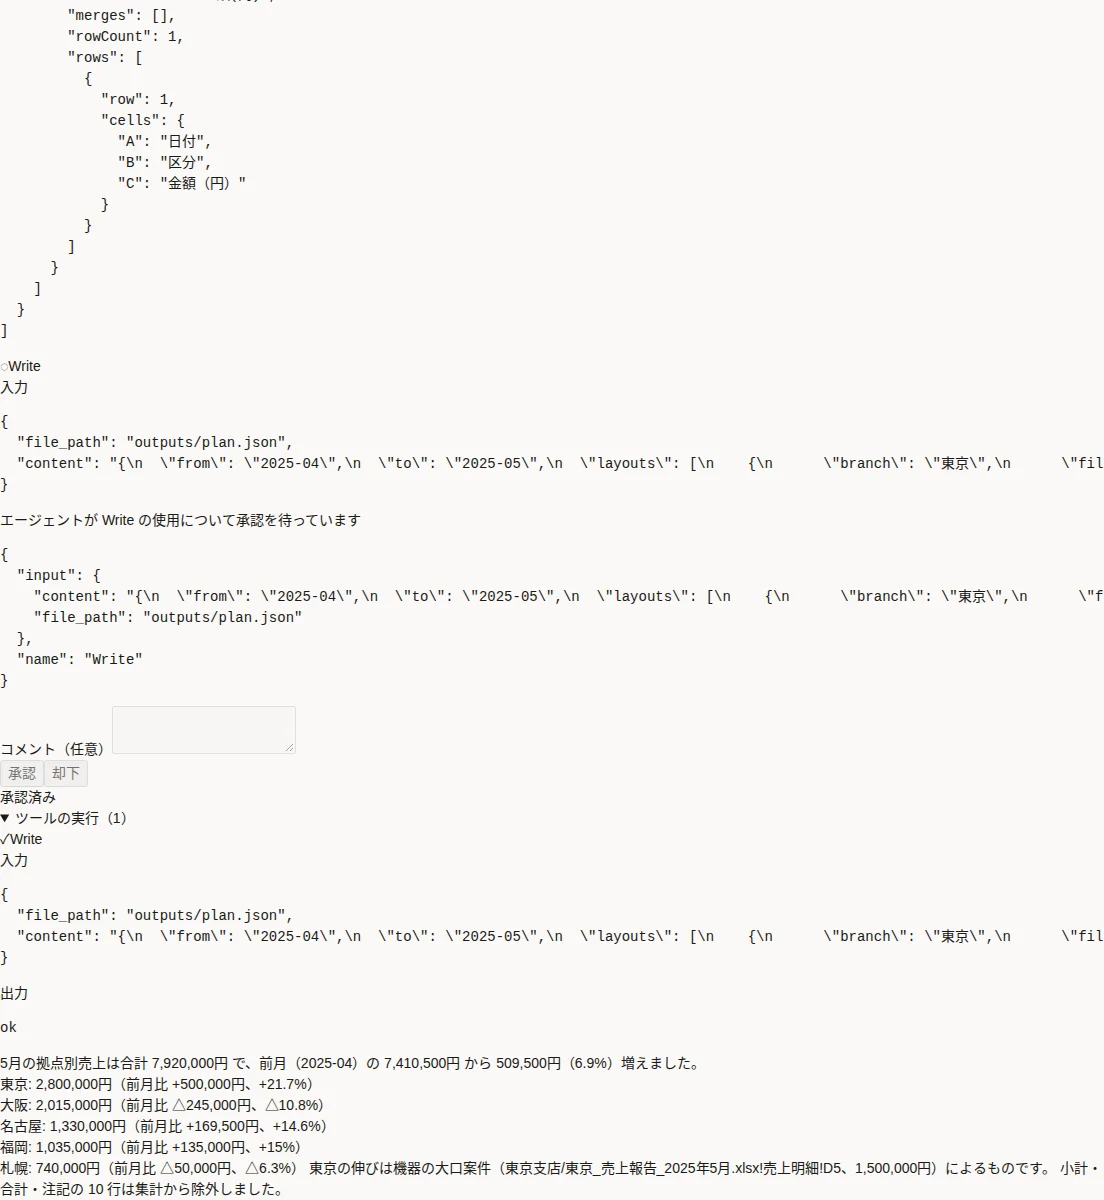 "merges": [],
"rowCount": 1,
"rows": [
{
"row": 1,
"cells": {
"A": "日付",
"B": "区分",
"C": "金額（円）"
}
}
]
}
]
}
]
○Write
入力
{
"file_path": "outputs/plan.json",
"content": "{\n  \"from\": \"2025-04\",\n  \"to\": \"2025-05\",\n  \"layouts\": [\n    {\n      \"branch\": \"東京\",\n      \"fil
}
エージェントが Write の使用について承認を待っています
{
"input": {
"content": "{\n  \"from\": \"2025-04\",\n  \"to\": \"2025-05\",\n  \"layouts\": [\n    {\n      \"branch\": \"東京\",\n      \"f
"file_path": "outputs/plan.json"
},
"name": "Write"
}
コメント（任意）
承認 却下
承認済み
▼ ツールの実行（1）
✓Write
入力
{
"file_path": "outputs/plan.json",
"content": "{\n  \"from\": \"2025-04\",\n  \"to\": \"2025-05\",\n  \"layouts\": [\n    {\n      \"branch\": \"東京\",\n      \"fil
}
出力
ok
5月の拠点別売上は合計 7,920,000円 で、前月（2025-04）の 7,410,500円 から 509,500円（6.9%）増えました。
東京: 2,800,000円（前月比 +500,000円、+21.7%）
大阪: 2,015,000円（前月比 △245,000円、△10.8%）
名古屋: 1,330,000円（前月比 +169,500円、+14.6%）
福岡: 1,035,000円（前月比 +135,000円、+15%）
札幌: 740,000円（前月比 △50,000円、△6.3%） 東京の伸びは機器の大口案件（東京支店/東京_売上報告_2025年5月.xlsx!売上明細!D5、1,500,000円）によるものです。 小計・
合計・注記の 10 行は集計から除外しました。